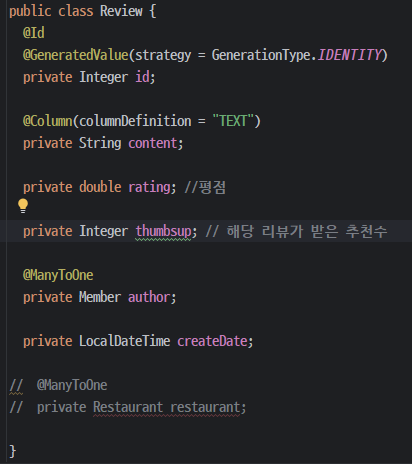 public class Review {
@Id
@GeneratedValue(strategy = GenerationType.IDENTITY)
private Integer id;
@Column(columnDefinition = "TEXT")
private String content;
private double rating; //평점
private Integer thumbsup; // 해당 리뷰가 받은 추천수
@ManyToOne
private Member author;
private LocalDateTime createDate;
// @ManyToOne
// private Restaurant restaurant;
}